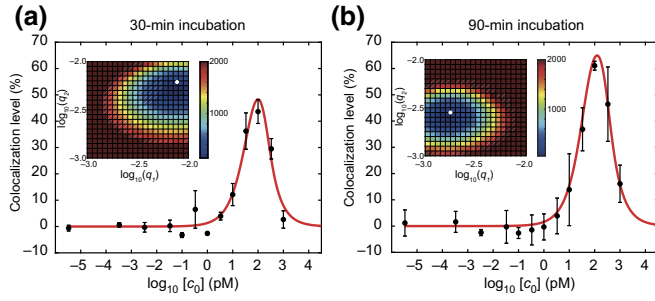 (a) 30-min incubation
Colocalization level (%)
70
60
50
40
30
20
10
0
−10
−5 −4 −3 −2 −1 0 1 2 3 4
log10 [c0] (pM)
−2.0
−2.5
−3.0
log10(q2*)
−3.0 −2.5 −2.0
log10(q1*)
2000
1000
200
(b) 90-min incubation
Colocalization level (%)
70
60
50
40
30
20
10
0
−10
−5 −4 −3 −2 −1 0 1 2 3 4
log10 [c0] (pM)
−2.0
−2.5
−3.0
log10(q2*)
−3.0 −2.5 −2.0
log10(q1*)
2000
1000
200